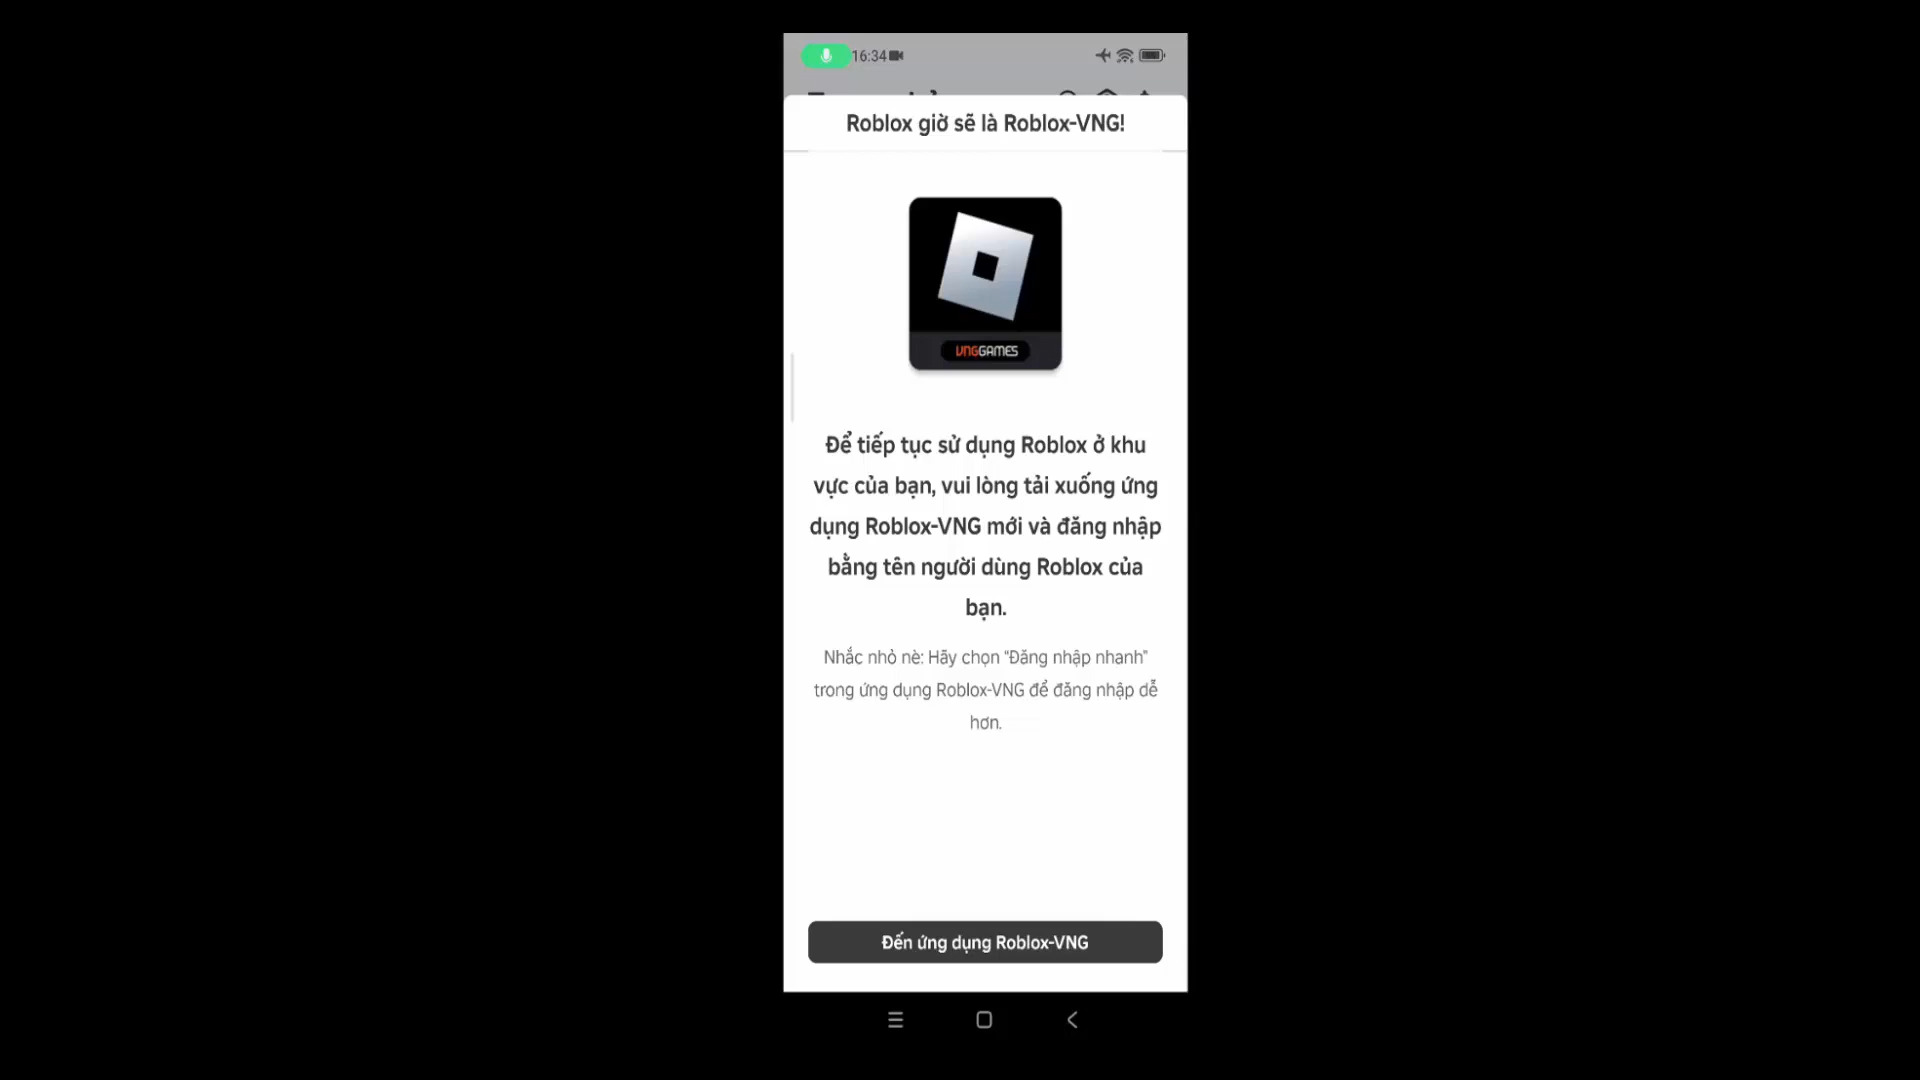 16:34
Roblox giờ sẽ là Roblox-VNG!
VNGGAMES
Để tiếp tục sử dụng Roblox ở khu
vực của bạn, vui lòng tải xuống ứng
dụng Roblox-VNG mới và đăng nhập
bằng tên người dùng Roblox của
bạn.
Nhắc nhỏ nè: Hãy chọn "Đăng nhập nhanh"
trong ứng dụng Roblox-VNG để đăng nhập dễ
hơn.
Đến ứng dụng Roblox-VNG